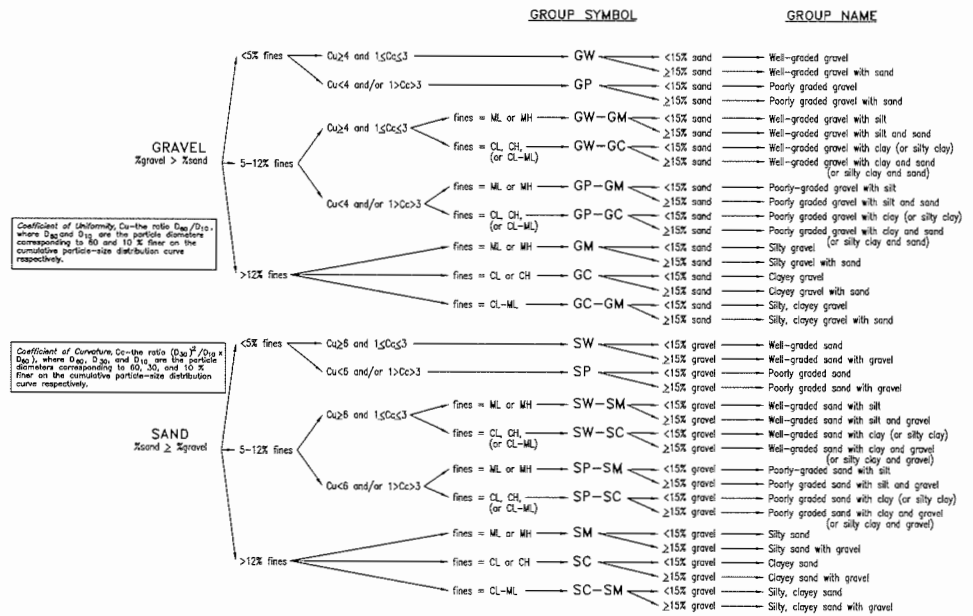 GROUP SYMBOL GROUP NAME
GRAVEL
%gravel > %sand
<5% fines
Cu≥4 and 1≤Cc≤3 GW <15% sand Well-graded gravel
≥15% sand Well-graded gravel with sand
Cu<4 and/or 1>Cc>3 GP <15% sand Poorly graded gravel
≥15% sand Poorly graded gravel with sand
5-12% fines
Cu≥4 and 1≤Cc≤3
fines = ML or MH GW-GM <15% sand Well-graded gravel with silt
≥15% sand Well-graded gravel with silt and sand
fines = CL, CH, (or CL-ML) GW-GC <15% sand Well-graded gravel with clay (or silty clay)
≥15% sand Well-graded gravel with clay and sand
(or silty clay and sand)
Cu<4 and/or 1>Cc>3
fines = ML or MH GP-GM <15% sand Poorly-graded gravel with silt
≥15% sand Poorly graded gravel with silt and sand
fines = CL, CH, (or CL-ML) GP-GC <15% sand Poorly graded gravel with clay (or silty clay)
≥15% sand Poorly graded gravel with clay and sand
(or silty clay and sand)
>12% fines
fines = ML or MH GM <15% sand Silty gravel
≥15% sand Silty gravel with sand
fines = CL or CH GC <15% sand Clayey gravel
≥15% sand Clayey gravel with sand
fines = CL-ML GC-GM <15% sand Silty, clayey gravel
≥15% sand Silty, clayey gravel with sand
Coefficient of Uniformity, Cu-the ratio D60/D10,
where D60 and D10 are the particle diameters
corresponding to 60 and 10 % finer on the
cumulative particle-size distribution curve
respectively.
Coefficient of Curvature, Cc-the ratio (D30)²/D10 x
D60), where D60, D30, and D10 are the particle
diameters corresponding to 60, 30, and 10 %
finer on the cumulative particle-size distribution
curve respectively.
SAND
%sand ≥ %gravel
<5% fines
Cu≥6 and 1≤Cc≤3 SW <15% gravel Well-graded sand
≥15% gravel Well-graded sand with gravel
Cu<6 and/or 1>Cc>3 SP <15% gravel Poorly graded sand
≥15% gravel Poorly graded sand with gravel
5-12% fines
Cu≥6 and 1≤Cc≤3
fines = ML or MH SW-SM <15% gravel Well-graded sand with silt
≥15% gravel Well-graded sand with silt and gravel
fines = CL, CH, (or CL-ML) SW-SC <15% gravel Well-graded sand with clay (or silty clay)
≥15% gravel Well-graded sand with clay and gravel
(or silty clay and gravel)
Cu<6 and/or 1>Cc>3
fines = ML or MH SP-SM <15% gravel Poorly-graded sand with silt
≥15% gravel Poorly graded sand with silt and gravel
fines = CL, CH, (or CL-ML) SP-SC <15% gravel Poorly graded sand with clay (or silty clay)
≥15% gravel Poorly graded sand with clay and gravel
(or silty clay and gravel)
>12% fines
fines = ML or MH SM <15% gravel Silty sand
≥15% gravel Silty sand with gravel
fines = CL or CH SC <15% gravel Clayey sand
≥15% gravel Clayey sand with gravel
fines = CL-ML SC-SM <15% gravel Silty, clayey sand
≥15% gravel Silty, clayey sand with gravel